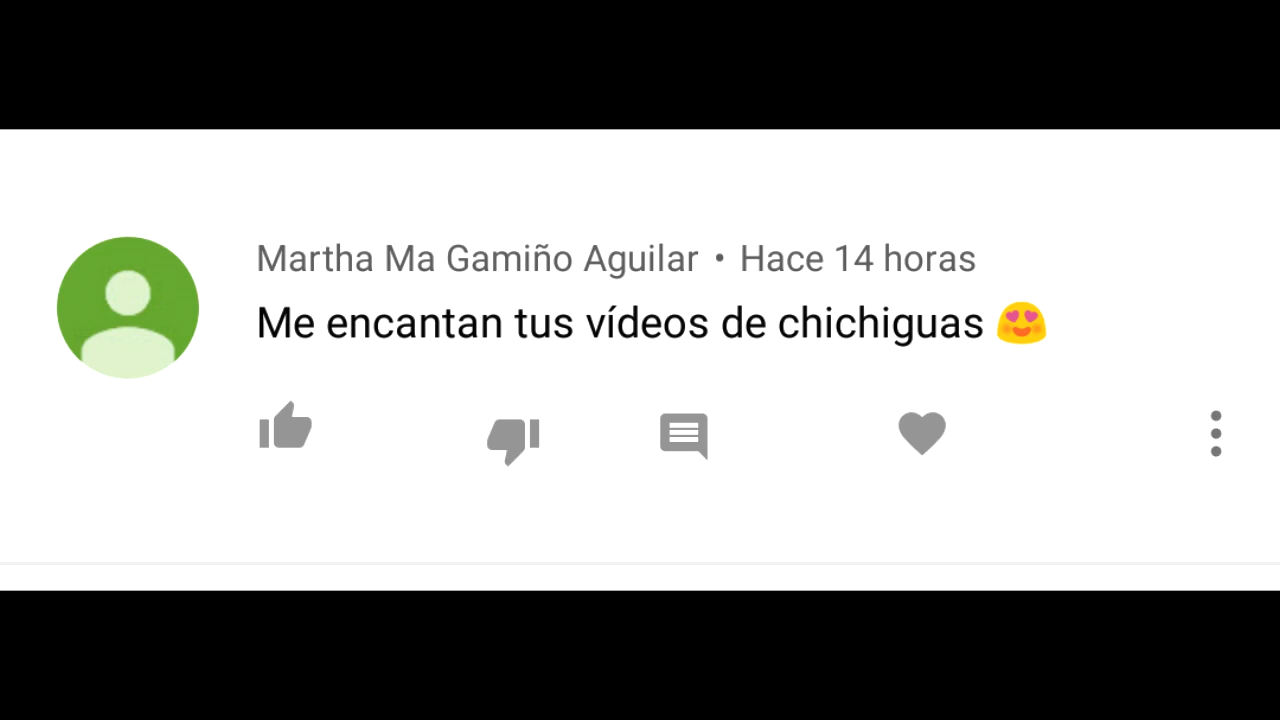 Martha Ma Gamiño Aguilar • Hace 14 horas
Me encantan tus vídeos de chichiguas 😍